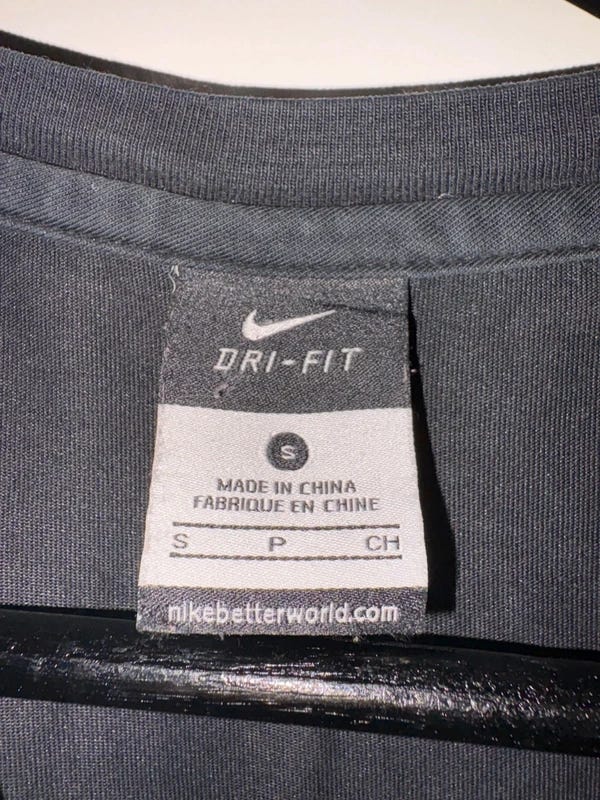 DRI-FIT
S
MADE IN CHINA
FABRIQUE EN CHINE
S P CH
nikebetterworld.com